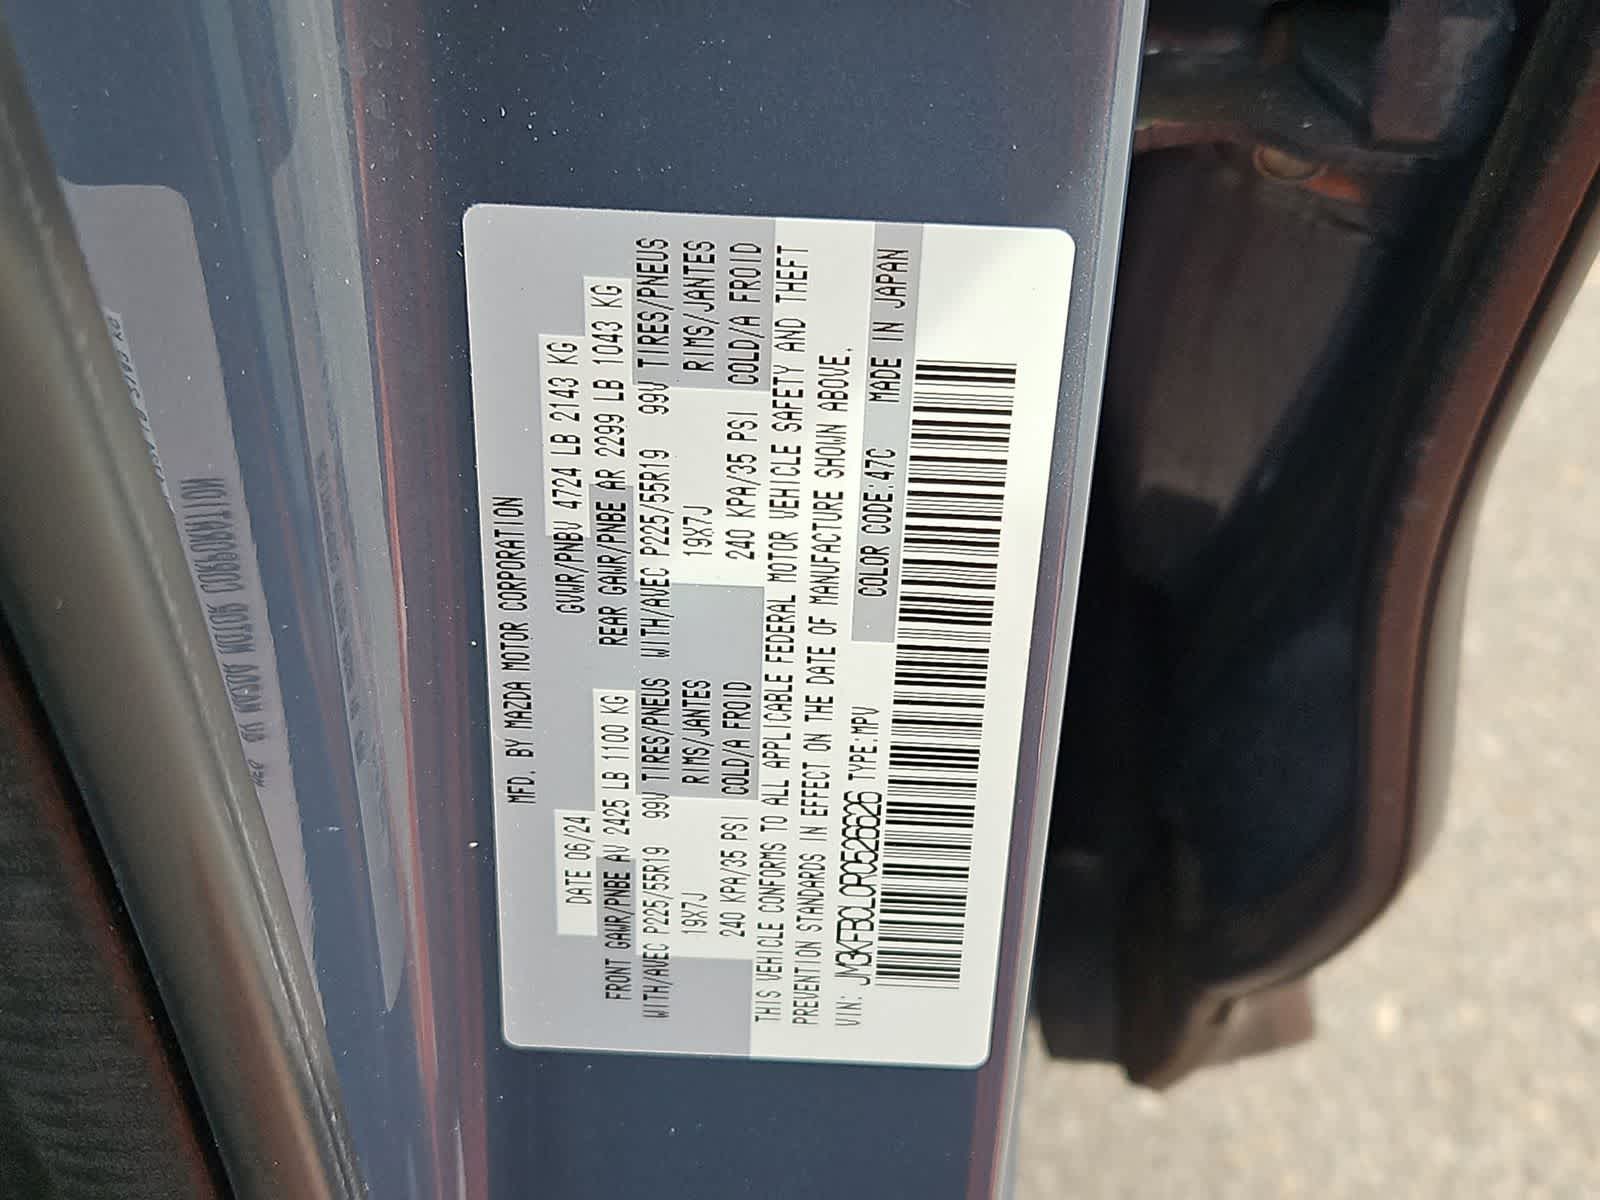 MFD. BY MAZDA MOTOR CORPORATION
DATE 06/24 GVWR/PNBV 4724 LB 2143 KG
FRONT GAWR/PNBE AV 2425 LB 1100 KG REAR GAWR/PNBE AR 2299 LB 1043 KG
WITH/AVEC P225/55R19 99V TIRES/PNEUS WITH/AVEC P225/55R19 99V TIRES/PNEUS
19X7J RIMS/JANTES 19X7J RIMS/JANTES
240 KPA/35 PSI COLD/A FROID 240 KPA/35 PSI COLD/A FROID
THIS VEHICLE CONFORMS TO ALL APPLICABLE FEDERAL MOTOR VEHICLE SAFETY AND THEFT
PREVENTION STANDARDS IN EFFECT ON THE DATE OF MANUFACTURE SHOWN ABOVE.
VIN: JM3KFBCL0R0526626 TYPE:MPV COLOR CODE:47C MADE IN JAPAN